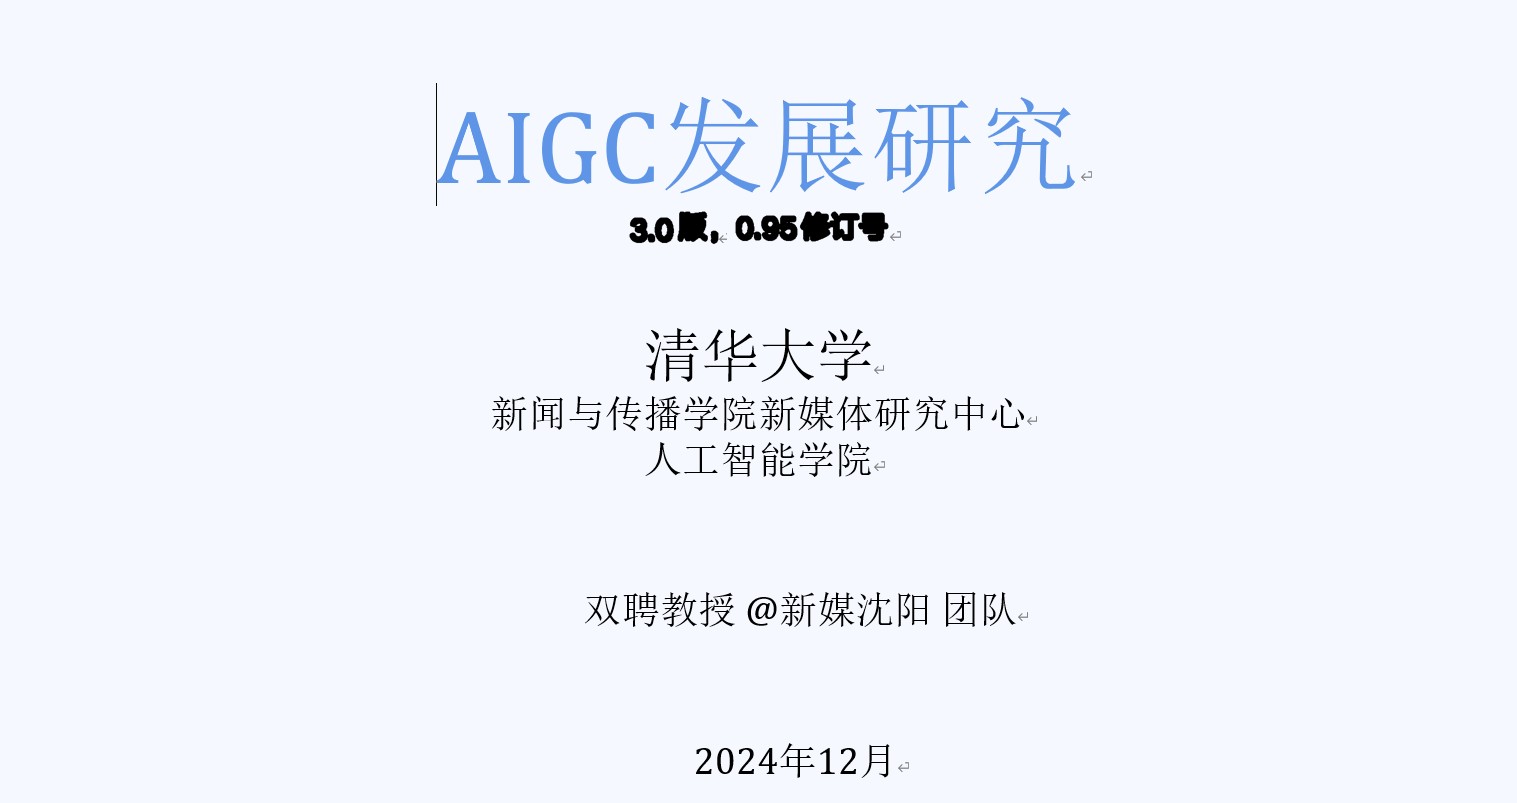 AIGC发展研究
3.0版，0.95修订号
清华大学
新闻与传播学院新媒体研究中心
人工智能学院
双聘教授 @新媒沈阳 团队
2024年12月